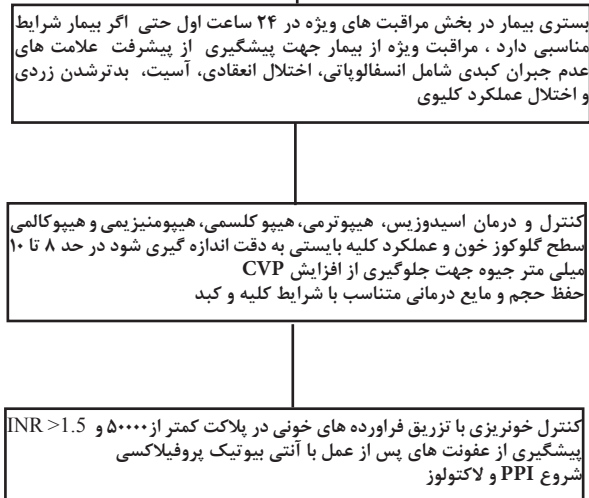 بستری بیمار در بخش مراقبت های ویژه در ۲۴ ساعت اول حتی اگر بیمار شرایط
مناسبی دارد ، مراقبت ویژه از بیمار جهت پیشگیری از پیشرفت علامت های
عدم جبران کبدی شامل انسفالوپاتی، اختلال انعقادی، آسیت، بدترشدن زردی
و اختلال عملکرد کلیوی
کنترل و درمان اسیدوزیس، هیپوترمی، هیپو کلسمی، هیپومنیزیمی و هیپوکالمی
سطح گلوکوز خون و عملکرد کلیه بایستی به دقت اندازه گیری شود در حد ۸ تا ۱۰
میلی متر جیوه جهت جلوگیری از افزایش CVP
حفظ حجم و مایع درمانی متناسب با شرایط کلیه و کبد
کنترل خونریزی با تزریق فراورده های خونی در پلاکت کمتر از ۵۰۰۰۰ و INR >1.5
پیشگیری از عفونت های پس از عمل با آنتی بیوتیک پروفیلاکسی
شروع PPI و لاکتولوز